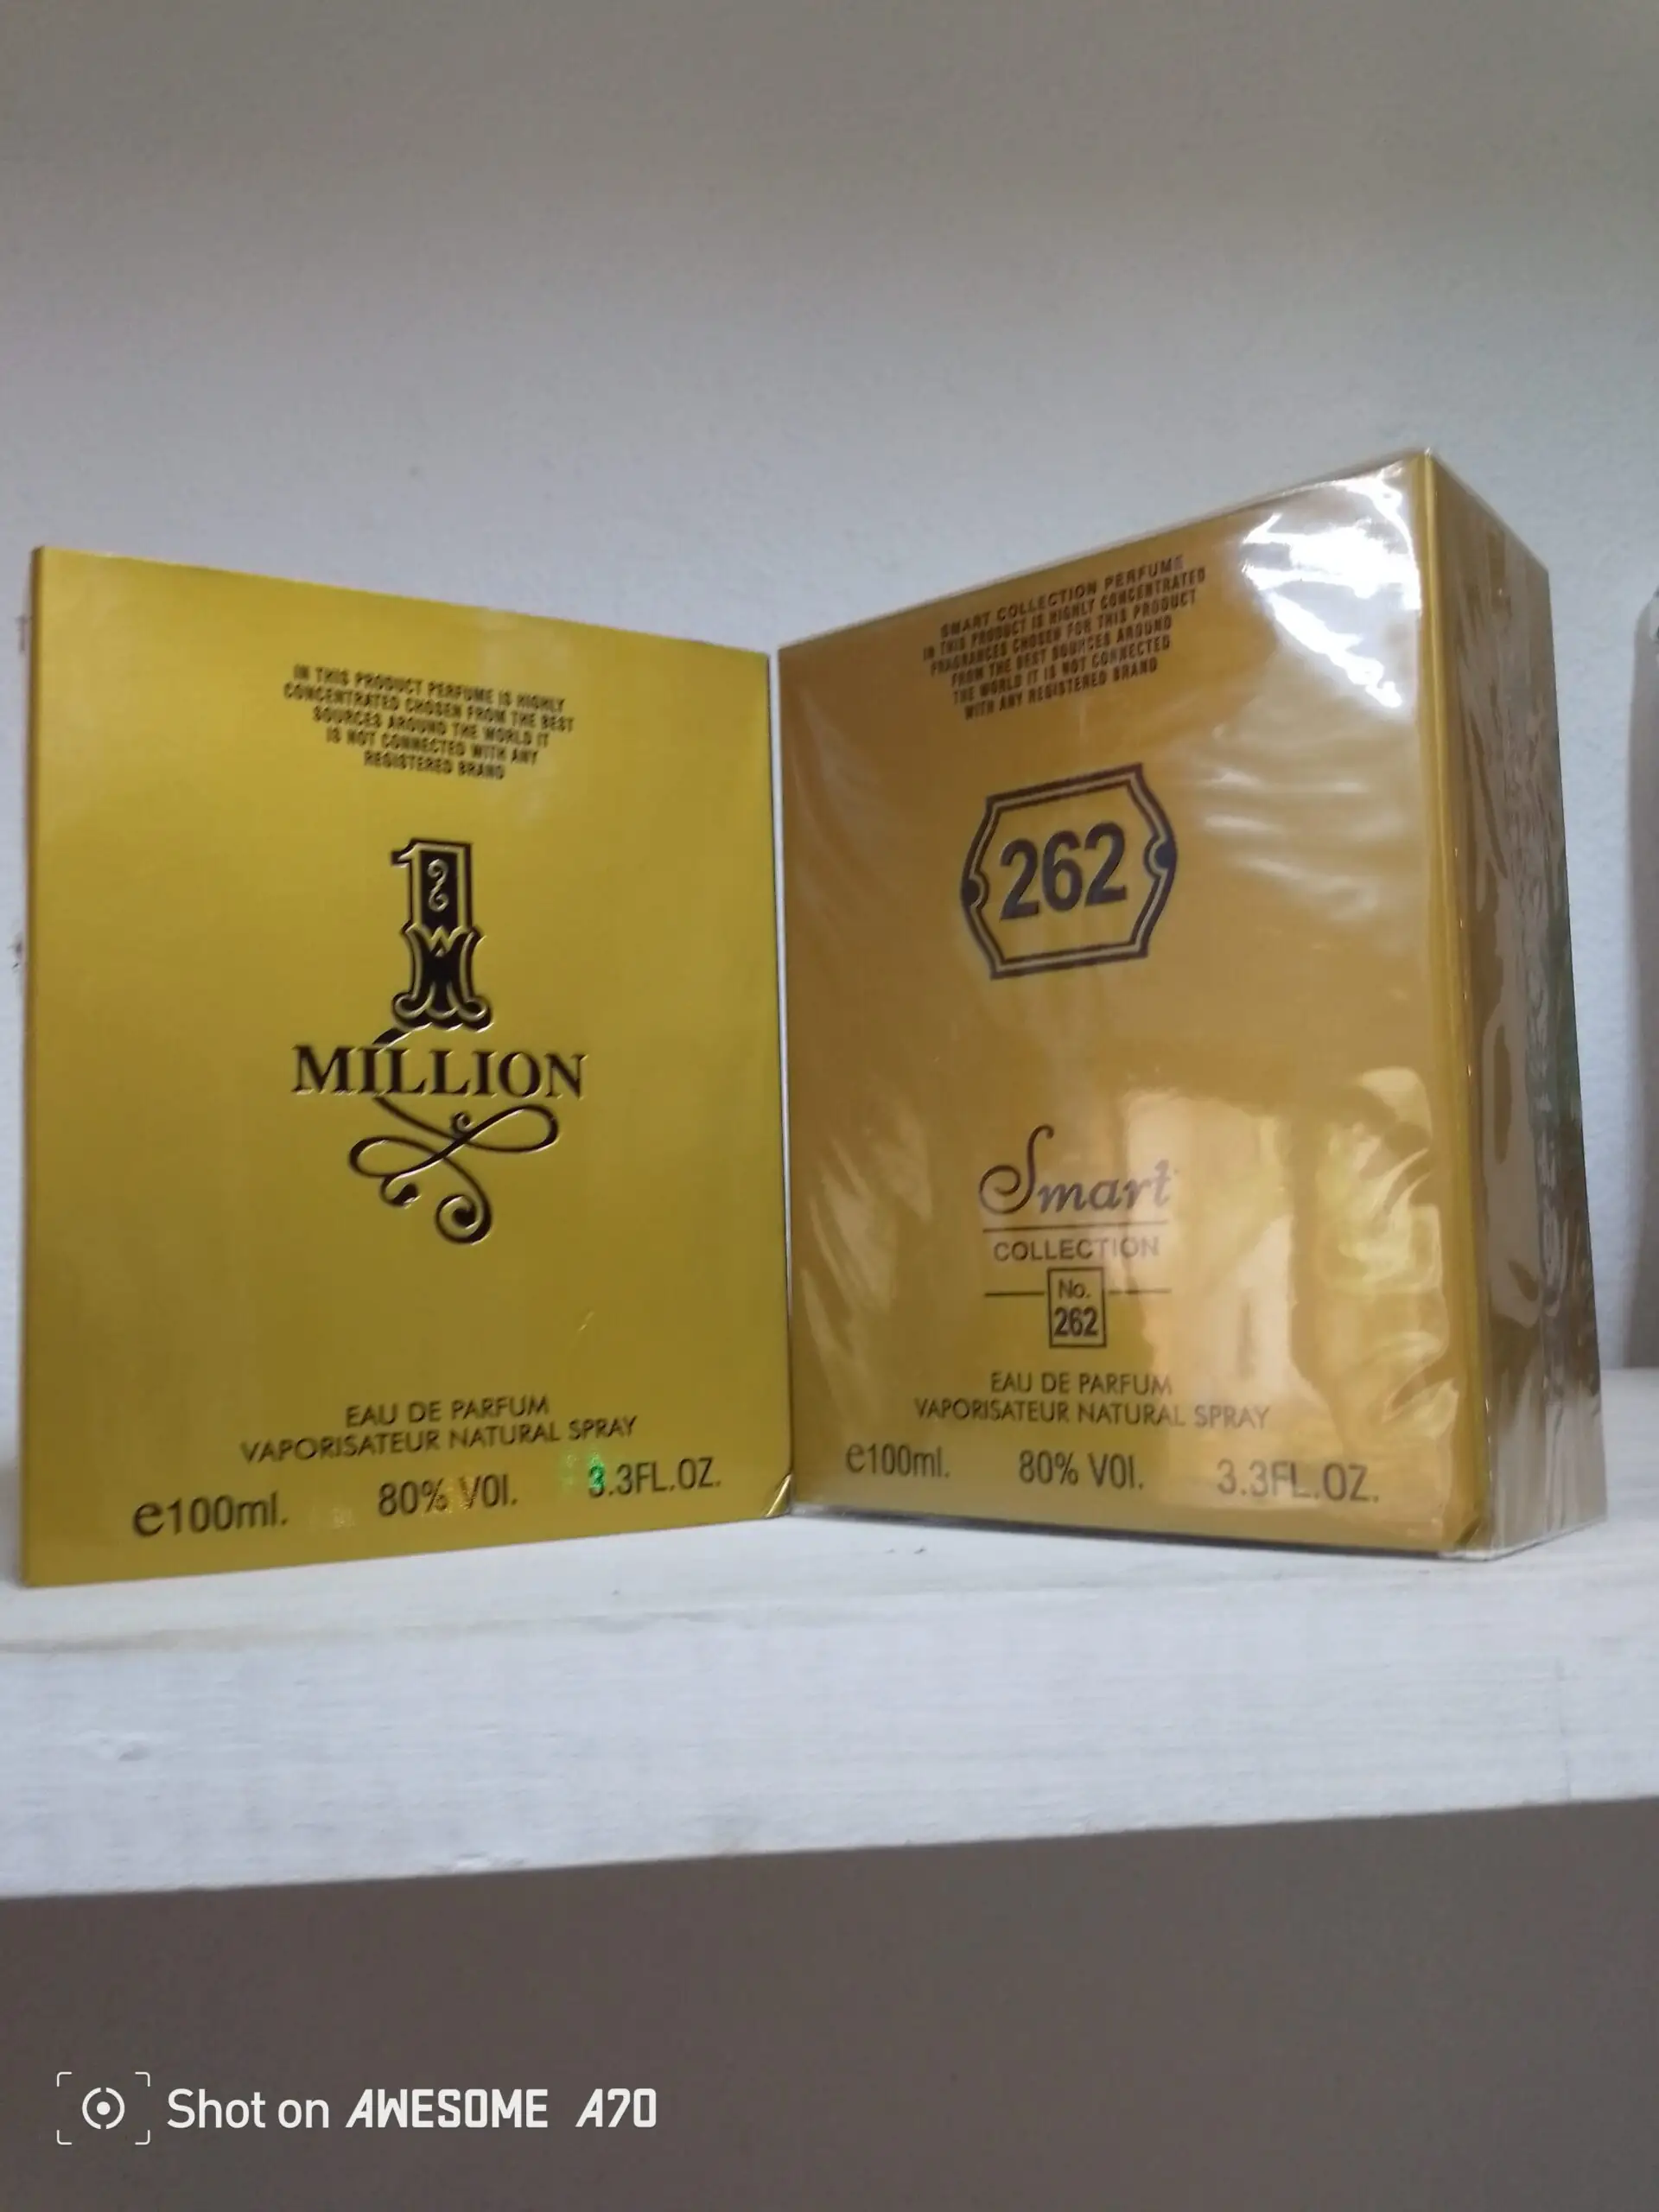 IN THIS PRODUCT PERFUME IS HIGHLY
CONCENTRATED CHOSEN FROM THE BEST
SOURCES AROUND THE WORLD IT
IS NOT CONNECTED WITH ANY
REGISTERED BRAND
1
MILLION
EAU DE PARFUM
VAPORISATEUR NATURAL SPRAY
e100ml. 80% VOl. 3.3FL.OZ.
SMART COLLECTION PERFUME
IN THIS PRODUCT IS HIGHLY CONCENTRATED
FRAGRANCES CHOSEN FOR THIS PRODUCT
FROM THE BEST SOURCES AROUND
THE WORLD IT IS NOT CONNECTED
WITH ANY REGISTERED BRAND
262
Smart
COLLECTION
No.
262
EAU DE PARFUM
VAPORISATEUR NATURAL SPRAY
e100ml. 80% VOl. 3.3FL.OZ.
Shot on AWESOME A70